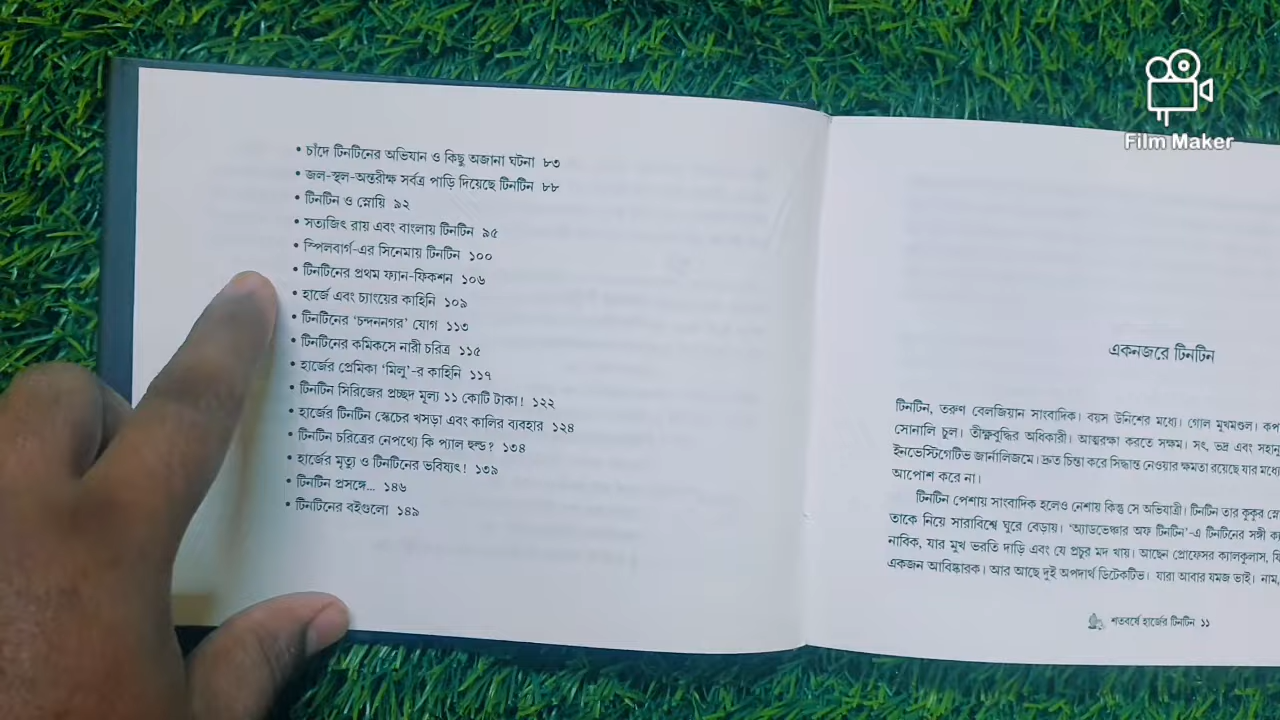 • চাঁদে টিনটিনের অভিযান ও কিছু অজানা ঘটনা ৮৩
• জল-স্থল-অন্তরীক্ষ সর্বত্র পাড়ি দিয়েছে টিনটিন ৮৮
• টিনটিন ও স্নোয়ি ৯২
• সত্যজিৎ রায় এবং বাংলায় টিনটিন ৯৫
• স্পিলবার্গ-এর সিনেমায় টিনটিন ১০০
• টিনটিনের প্রথম ফ্যান-ফিকশন ১০৬
• হার্জে এবং চ্যাংয়ের কাহিনি ১০৯
• টিনটিনের ‘চন্দননগর’ যোগ ১১৩
• টিনটিনের কমিকসে নারী চরিত্র ১১৫
• হার্জের প্রেমিকা ‘মিলু’-র কাহিনি ১১৭
• টিনটিন সিরিজের প্রচ্ছদ মূল্য ১১ কোটি টাকা! ১২২
• হার্জের টিনটিন স্কেচের খসড়া এবং কালির ব্যবহার ১২৪
• টিনটিন চরিত্রের নেপথ্যে কি প্যাল হুল্ড? ১৩৪
• হার্জের মৃত্যু ও টিনটিনের ভবিষ্যৎ! ১৩৯
• টিনটিন প্রসঙ্গে... ১৪৬
• টিনটিনের বইগুলো ১৪৯
Film Maker
একনজরে টিনটিন
টিনটিন, তরুণ বেলজিয়ান সাংবাদিক। বয়স উনিশের মধ্যে। গোল মুখমণ্ডল। কপা
সোনালি চুল। তীক্ষ্ণবুদ্ধির অধিকারী। আত্মরক্ষা করতে সক্ষম। সৎ, ভদ্র এবং সহানু
ইনভেস্টিগেটিভ জার্নালিজমে। দ্রুত চিন্তা করে সিদ্ধান্ত নেওয়ার ক্ষমতা রয়েছে যার মধ্যে
আপোশ করে না।
টিনটিন পেশায় সাংবাদিক হলেও নেশায় কিন্তু সে অভিযাত্রী। টিনটিন তার কুকুর স্নো
তাকে নিয়ে সারাবিশ্বে ঘুরে বেড়ায়। ‘অ্যাডভেঞ্চার অফ টিনটিন’-এ টিনটিনের সঙ্গী ক্যা
নাবিক, যার মুখ ভরতি দাড়ি এবং যে প্রচুর মদ খায়। আছেন প্রোফেসর ক্যালকুলাস, যি
একজন আবিষ্কারক। আর আছে দুই অপদার্থ ডিটেকটিভ। যারা আবার যমজ ভাই। নাম,
শতবর্ষে হার্জের টিনটিন ১১